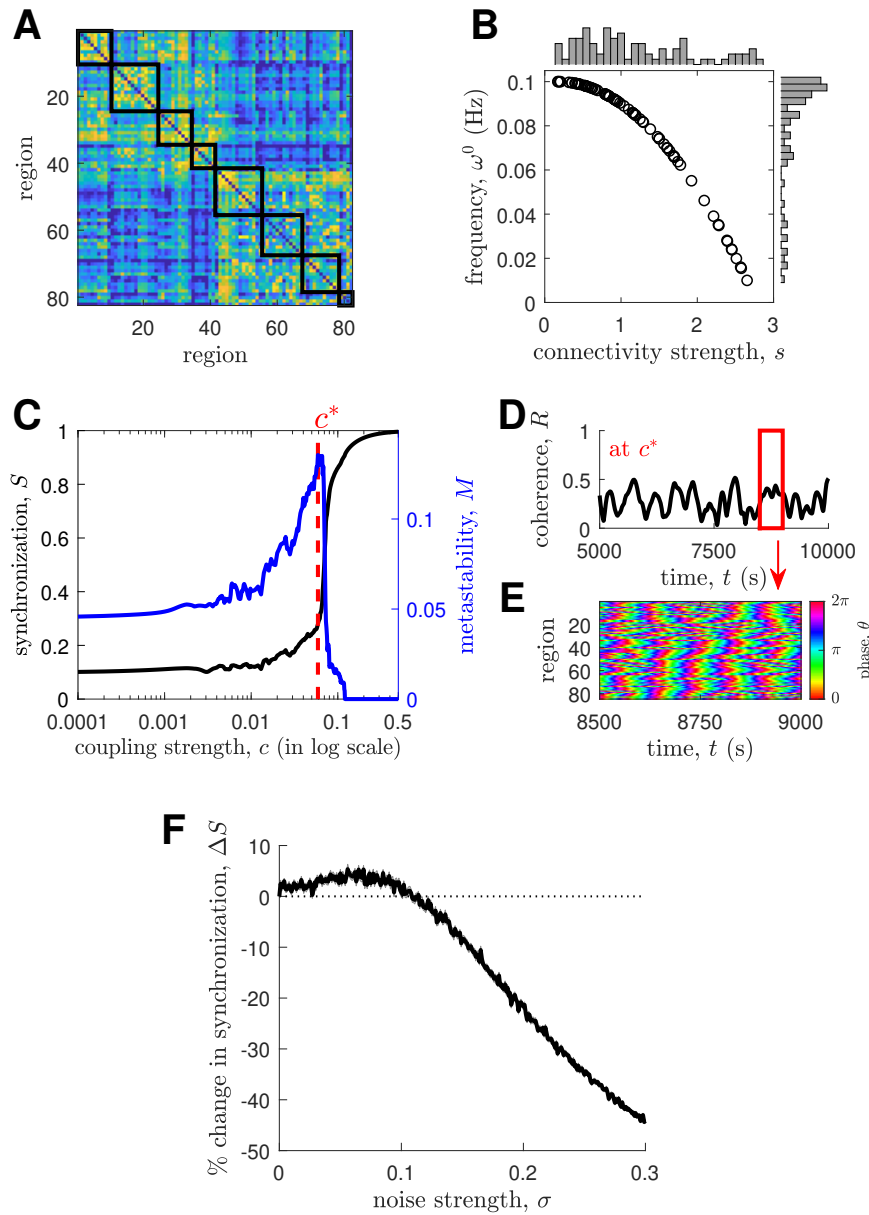 A
20
40
60
80
region
20 40 60 80
region
B
0.1
0.08
0.06
0.04
0.02
0
frequency, ω⁰ (Hz)
0 1 2 3
connectivity strength, s
C
c*
1
0.8
0.6
0.4
0.2
0
synchronization, S
0.1
0.05
0
metastability, M
0.0001 0.001 0.01 0.1 0.5
coupling strength, c (in log scale)
D
1
0.5
0
coherence, R
at c*
5000 7500 10000
time, t (s)
E
20
40
60
80
region
2π
π
0
phase, θ
8500 8750 9000
time, t (s)
F
10
0
-10
-20
-30
-40
-50
% change in synchronization, ΔS
0 0.1 0.2 0.3
noise strength, σ